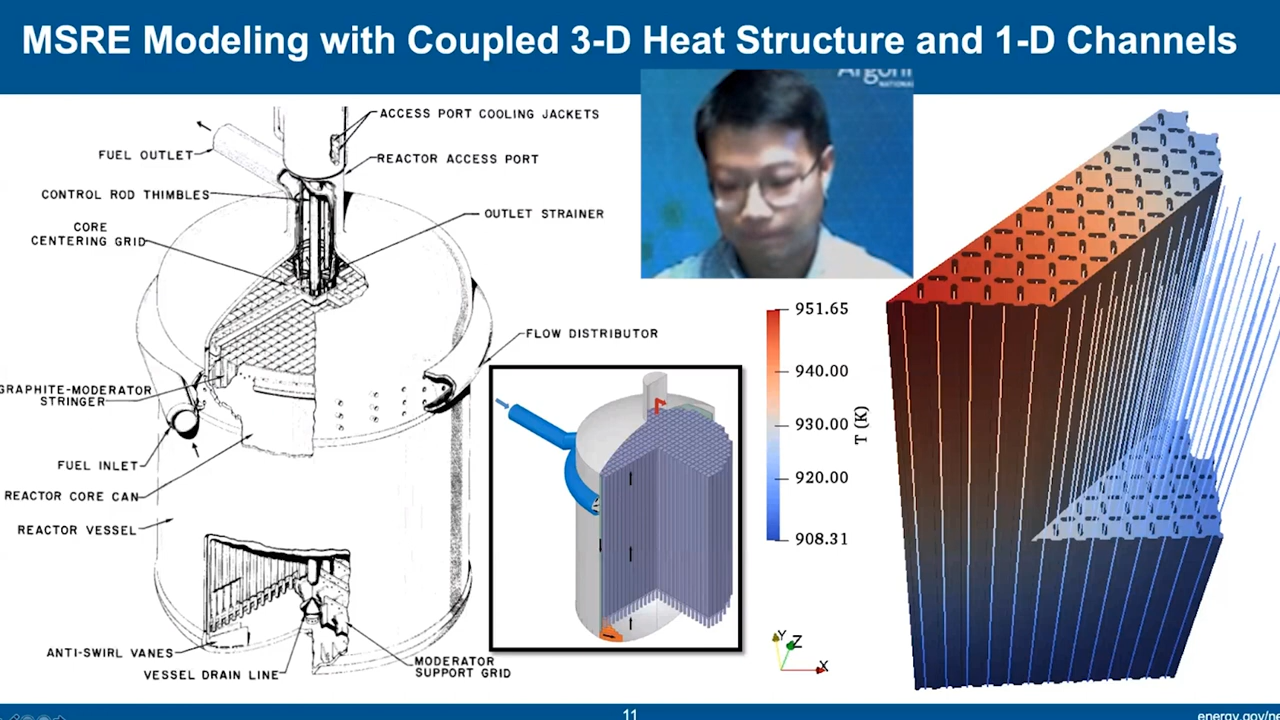 MSRE Modeling with Coupled 3-D Heat Structure and 1-D Channels
ACCESS PORT COOLING JACKETS
FUEL OUTLET
REACTOR ACCESS PORT
CONTROL ROD THIMBLES
OUTLET STRAINER
CORE
CENTERING GRID
FLOW DISTRIBUTOR
GRAPHITE-MODERATOR
STRINGER
FUEL INLET
REACTOR CORE CAN
REACTOR VESSEL
ANTI-SWIRL VANES
VESSEL DRAIN LINE
MODERATOR
SUPPORT GRID
951.65
940.00
930.00
920.00
908.31
T (K)
Y
Z
X
11